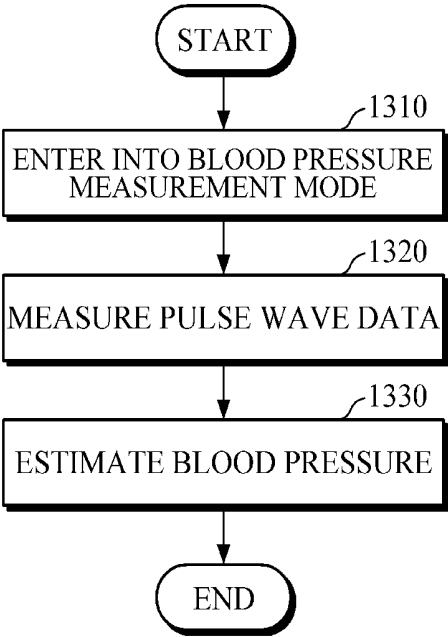 START
1310
ENTER INTO BLOOD PRESSURE
MEASUREMENT MODE
1320
MEASURE PULSE WAVE DATA
1330
ESTIMATE BLOOD PRESSURE
END